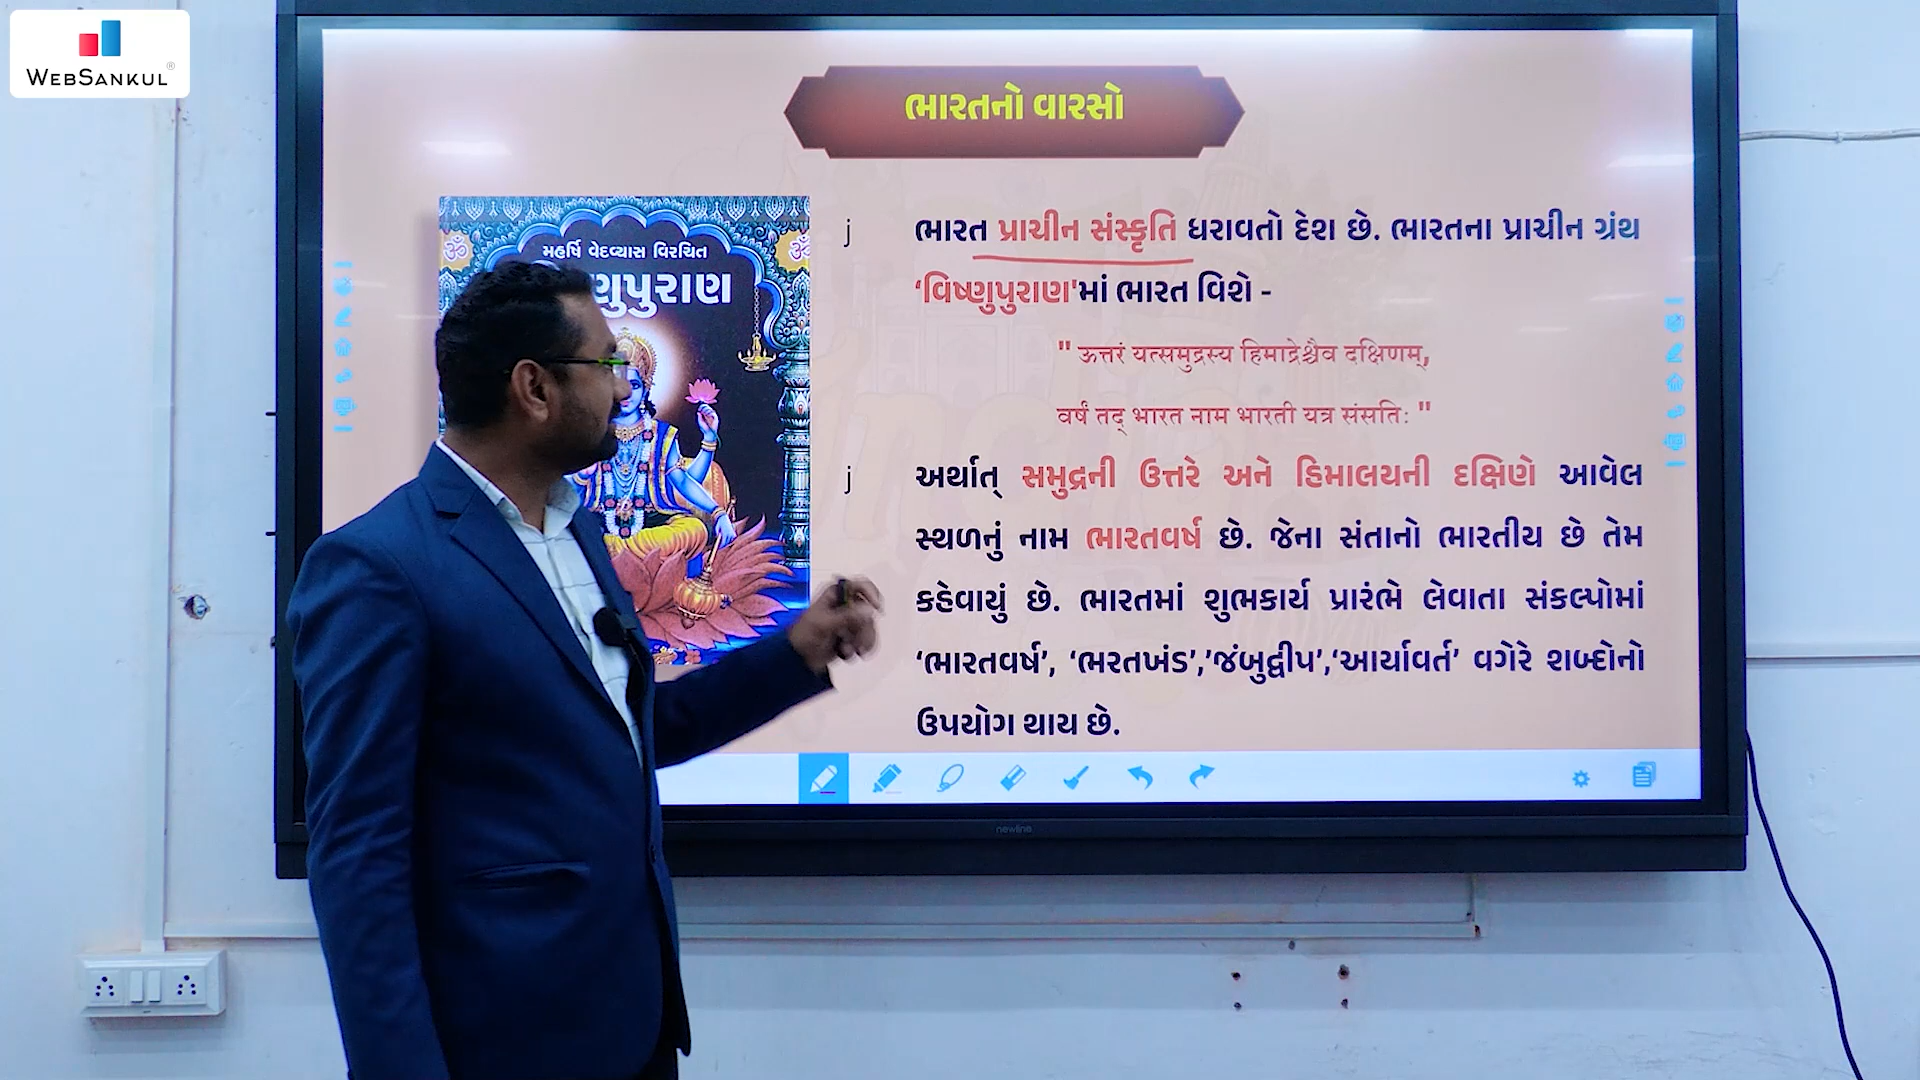 WEBSANKUL
ભારતનો વારસો
મહર્ષિ વેદવ્યાસ વિરચિત
ણુપુરાણ
j ભારત પ્રાચીન સંસ્કૃતિ ધરાવતો દેશ છે. ભારતના પ્રાચીન ગ્રંથ
‘વિષ્ણુપુરાણ'માં ભારત વિશે -
" ઊत्तरं यत्समुद्रस्य हिमाद्रेश्चैव दक्षिणम्,
वर्षं तद् भारत नाम भारती यत्र संसतिः "
j અર્થાત્ સમુદ્રની ઉત્તરે અને હિમાલયની દક્ષિણે આવેલ
સ્થળનું નામ ભારતવર્ષ છે. જેના સંતાનો ભારતીય છે તેમ
કહેવાયું છે. ભારતમાં શુભકાર્ય પ્રારંભે લેવાતા સંકલ્પોમાં
‘ભારતવર્ષ’, ‘ભરતખંડ’,’જંબુદ્વીપ’,‘આર્યાવર્ત’ વગેરે શબ્દોનો
ઉપયોગ થાય છે.
newline